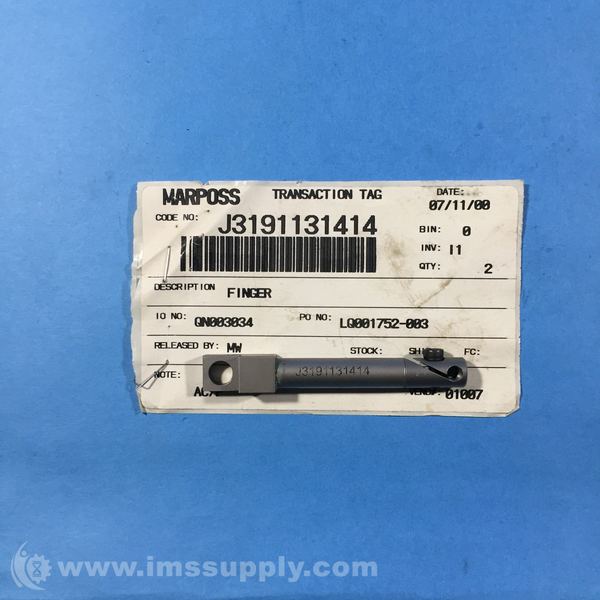 MARPOSS TRANSACTION TAG DATE: 07/11/00
CODE NO: J3191131414 BIN: 0
INV: I1
QTY: 2
DESCRIPTION FINGER
IO NO: QN003034 PO NO: LQ001752-003
RELEASED BY: MW STOCK: FC:
NOTE:
J3191131414
01007
www.imssupply.com